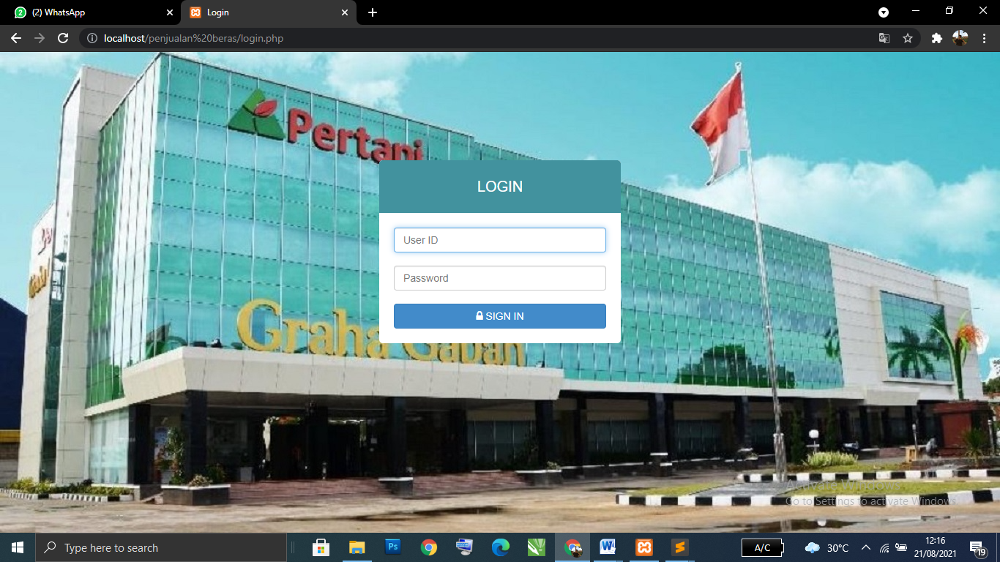 (2) WhatsApp
Login
localhost/penjualan%20beras/login.php
Pertani
LOGIN
User ID
Password
SIGN IN
Graha Gabah
Activate Windows
Go to Settings to activate Windows.
Type here to search
Ps
W
A/C
30°C
12:16
21/08/2021
19